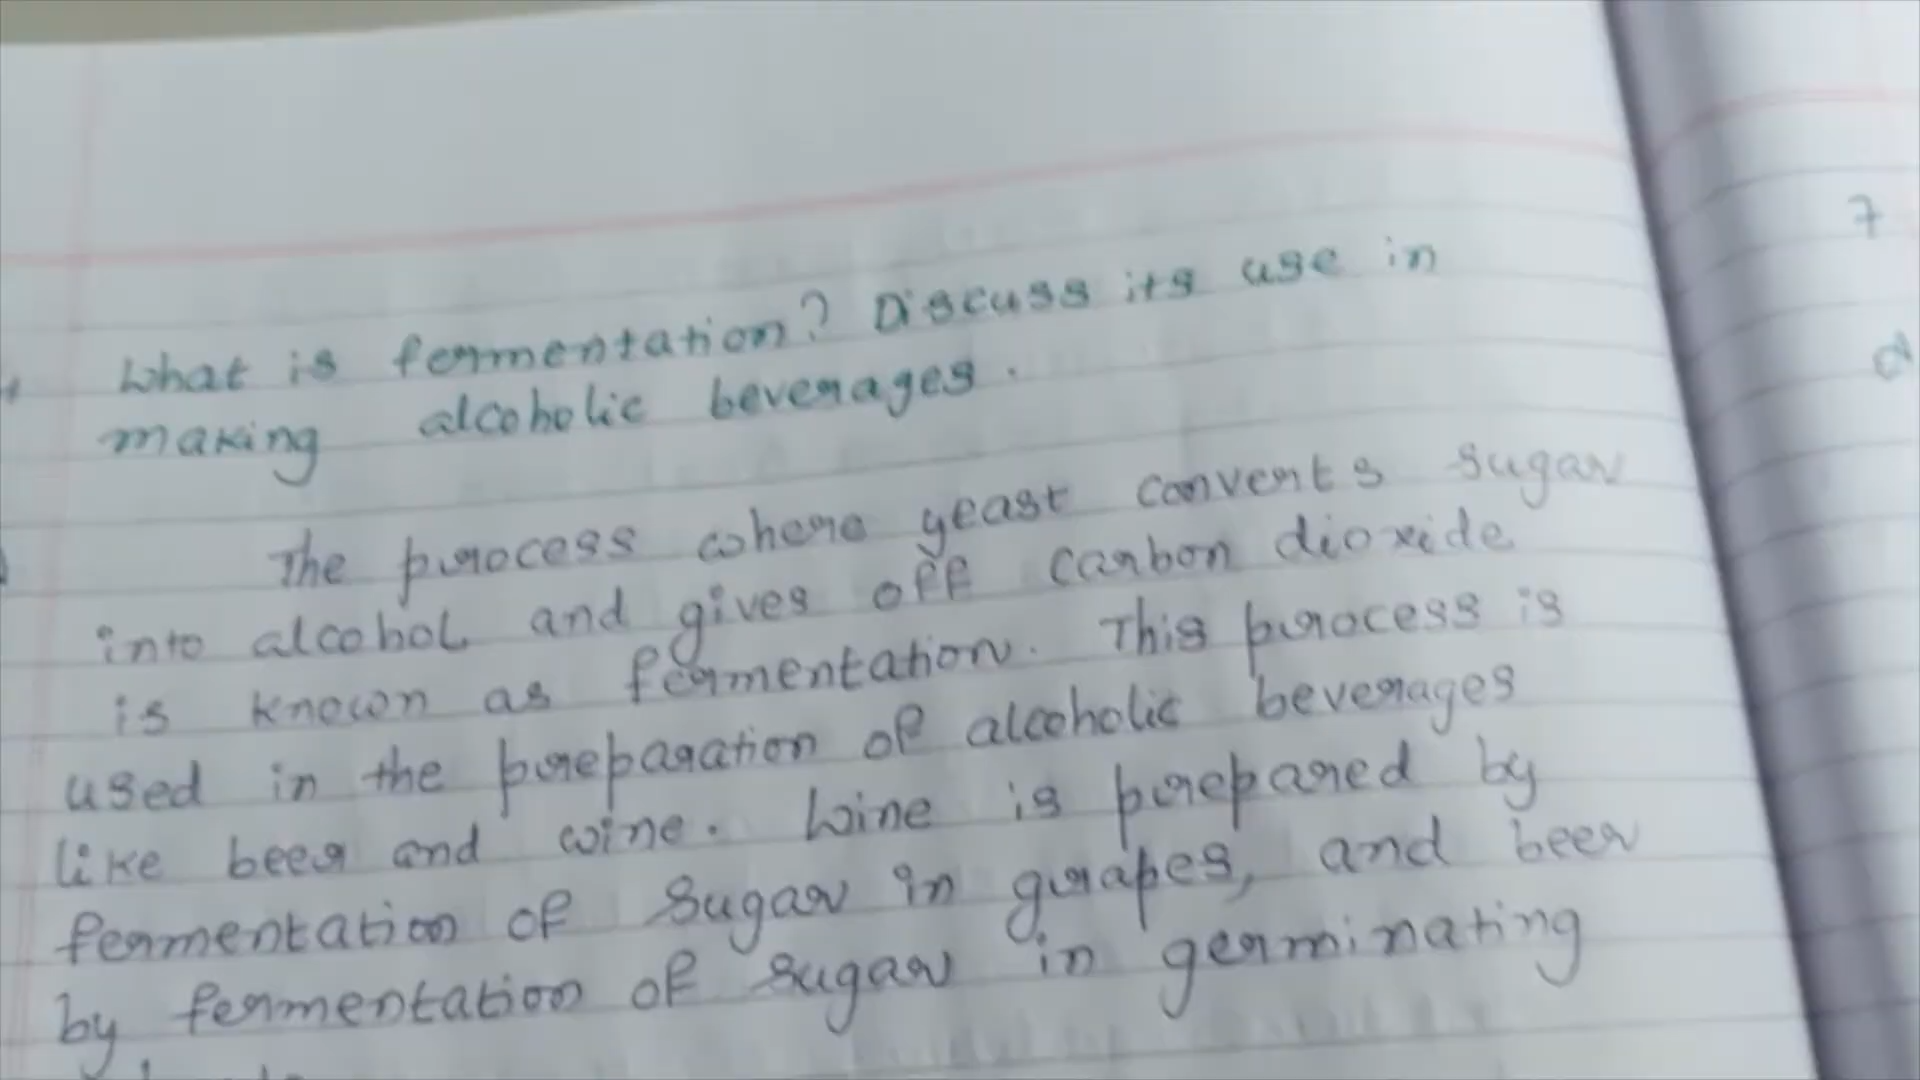 What is fermentation? Discuss its use in
making alcoholic beverages.
The process where yeast converts sugar
into alcohol and gives off carbon dioxide
is known as fermentation. This process is
used in the preparation of alcoholic beverages
like beer and wine. Wine is prepared by
fermentation of sugar in grapes, and beer
by fermentation of sugar in germinating
7